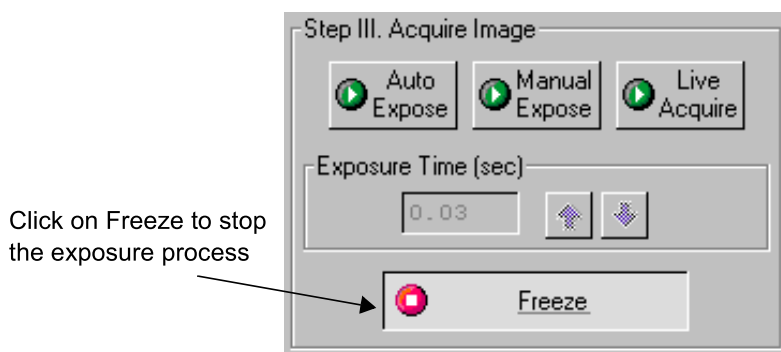 Step III. Acquire Image
Auto
Expose
Manual
Expose
Live
Acquire
Exposure Time (sec)
0.03
Click on Freeze to stop
the exposure process
Freeze